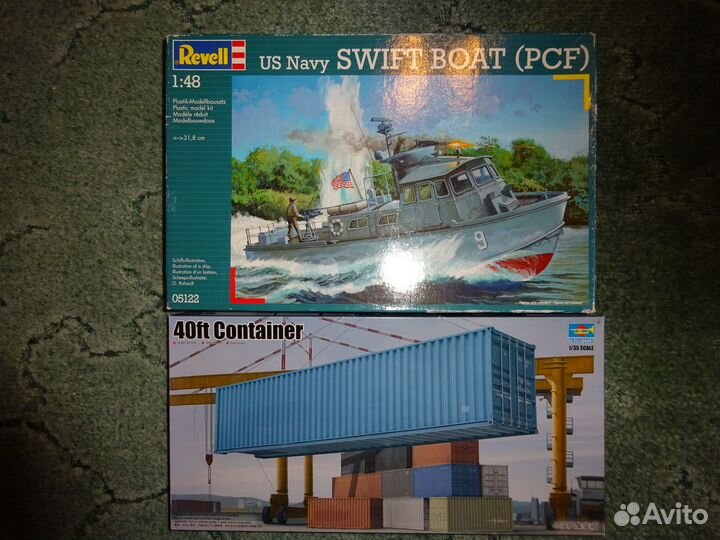 Revell
US Navy SWIFT BOAT (PCF)
1:48
Plastik-Modellbausatz
Plastic model kit
Modèle réduit
Modelbouwdoos
<-->31,8 cm
9
Schiffsillustration,
Illustration of a ship,
Illustration d'un bateau,
Scheeps-illustratie:
05122
40ft Container
1/35 SCALE
Avito